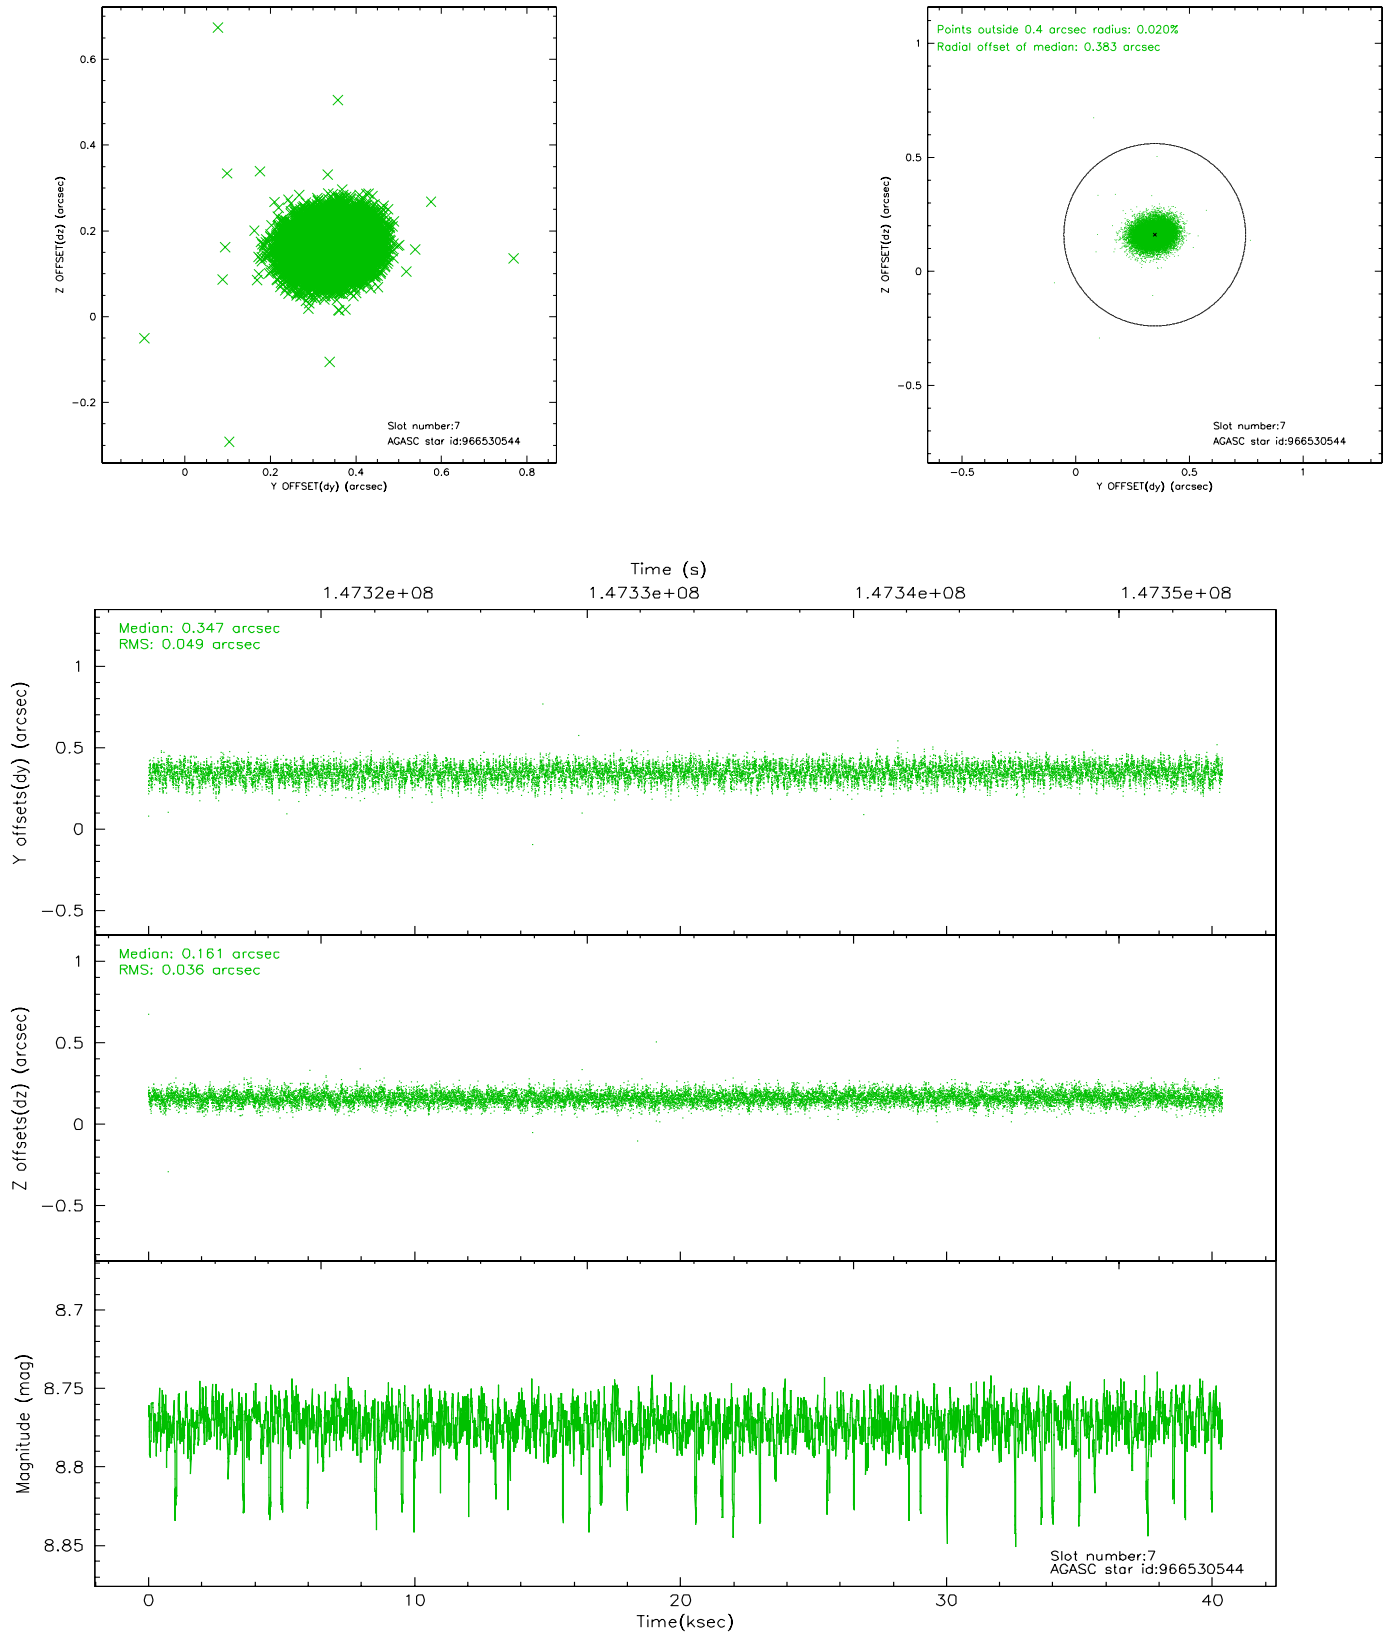 0.6
0.4
0.2
0
−0.2
Z OFFSET(dz) (arcsec)
Slot number:7
AGASC star id:966530544
0 0.2 0.4 0.6 0.8
Y OFFSET(dy) (arcsec)
Points outside 0.4 arcsec radius: 0.020%
Radial offset of median: 0.383 arcsec
1
0.5
0
−0.5
Z OFFSET(dz) (arcsec)
Slot number:7
AGASC star id:966530544
−0.5 0 0.5 1
Y OFFSET(dy) (arcsec)
Time (s)
1.4732e+08 1.4733e+08 1.4734e+08 1.4735e+08
Median: 0.347 arcsec
RMS: 0.049 arcsec
1
0.5
0
−0.5
Y offsets(dy) (arcsec)
Median: 0.161 arcsec
RMS: 0.036 arcsec
1
0.5
0
−0.5
Z offsets(dz) (arcsec)
8.7
8.75
8.8
8.85
Magnitude (mag)
Slot number:7
AGASC star id:966530544
0 10 20 30 40
Time(ksec)